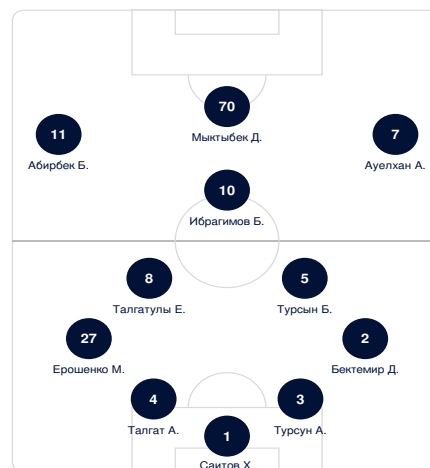 70
Мыктыбек Д.
11
Абирбек Б.
7
Ауелхан А.
10
Ибрагимов Б.
8
Талгатулы Е.
5
Турсын Б.
27
Ерошенко М.
2
Бектемир Д.
4
Талгат А.
3
Турсун А.
1
Саитов Х.